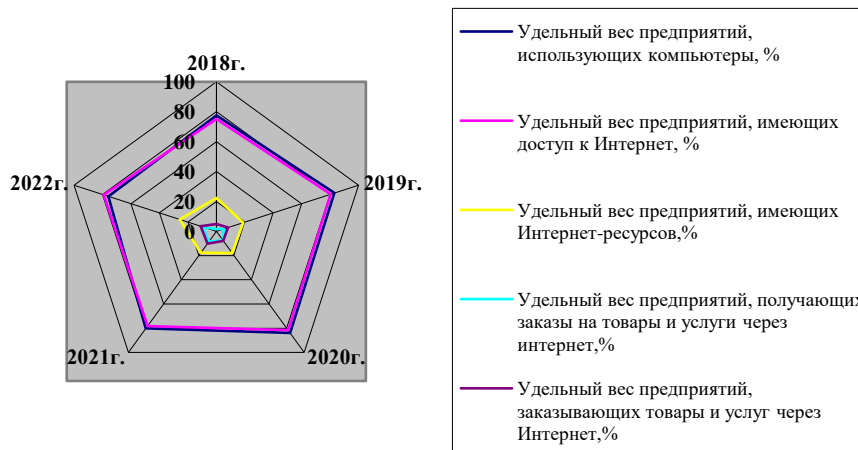 2018г.
100
80
60
40
20
0
2019г.
2020г.
2021г.
2022г.
Удельный вес предприятий,
использующих компьютеры, %
Удельный вес предприятий, имеющих
доступ к Интернет, %
Удельный вес предприятий, имеющих
Интернет-ресурсов,%
Удельный вес предприятий, получающих
заказы на товары и услуги через
интернет,%
Удельный вес предприятий,
заказывающих товары и услуг через
Интернет,%